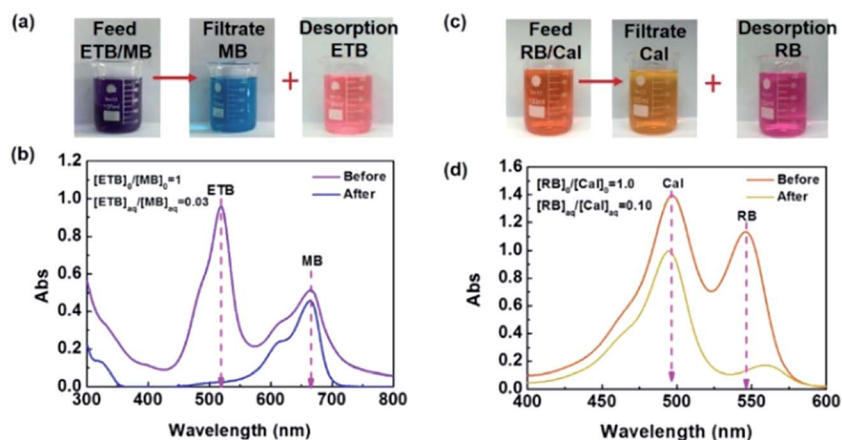 (a)
Feed
ETB/MB
Filtrate
MB
+
Desorption
ETB
(c)
Feed
RB/Cal
Filtrate
Cal
+
Desorption
RB
(b)
[ETB]0/[MB]0=1
[ETB]aq/[MB]aq=0.03
ETB
MB
Before
After
Abs
1.2
1.0
0.8
0.6
0.4
0.2
0.0
300 400 500 600 700 800
Wavelength (nm)
(d)
[RB]0/[Cal]0=1.0
[RB]aq/[Cal]aq=0.10
Cal
RB
Before
After
Abs
1.6
1.4
1.2
1.0
0.8
0.6
0.4
0.2
0.0
400 450 500 550 600
Wavelength (nm)